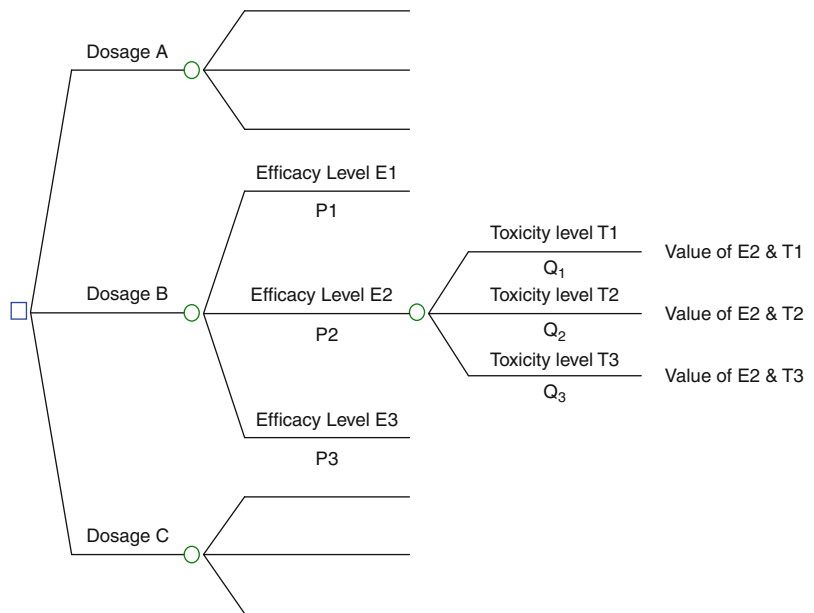 Dosage A
Efficacy Level E1
P1
Toxicity level T1
Value of E2 & T1
Q₁
Dosage B
Efficacy Level E2
Toxicity level T2
Value of E2 & T2
P2
Q₂
Toxicity level T3
Value of E2 & T3
Q₃
Efficacy Level E3
P3
Dosage C